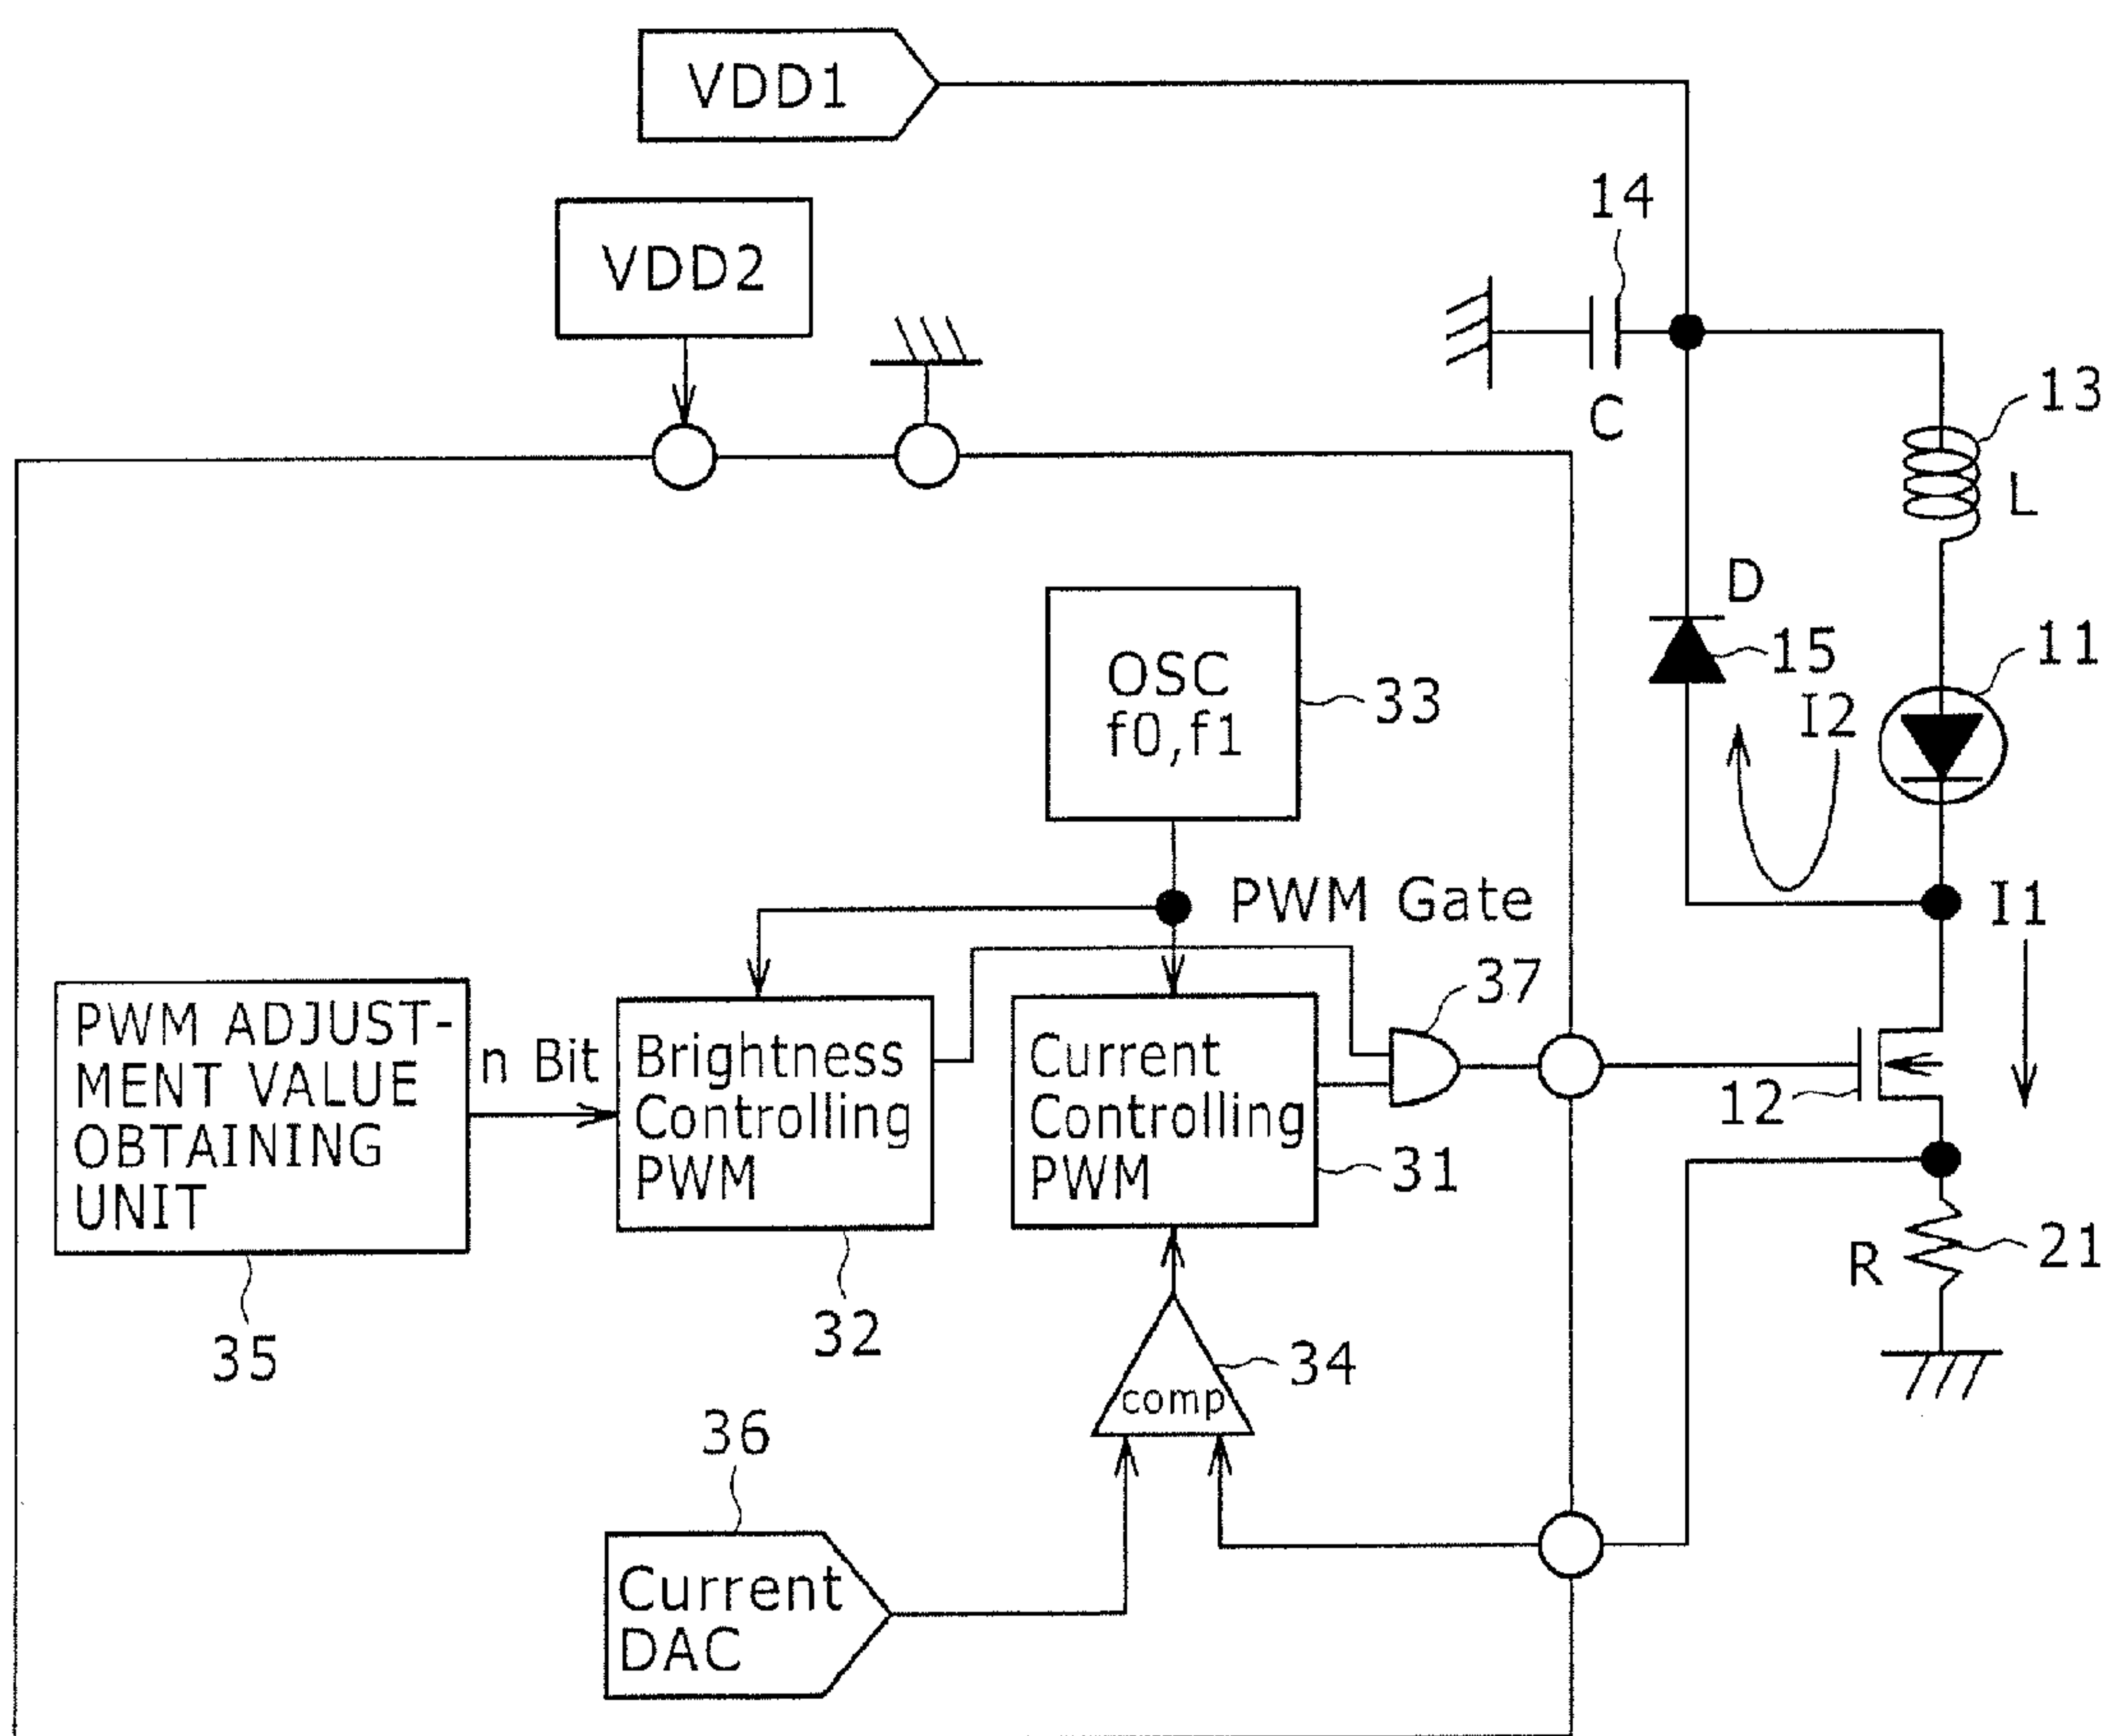 VDD1
VDD2
14
C
13
L
D
15
11
I2
OSC
f0,f1
33
PWM Gate
I1
37
PWM ADJUST-
MENT VALUE
OBTAINING
UNIT
n Bit
Brightness
Controlling
PWM
Current
Controlling
PWM
12
31
R
21
35
32
34
comp
36
Current
DAC